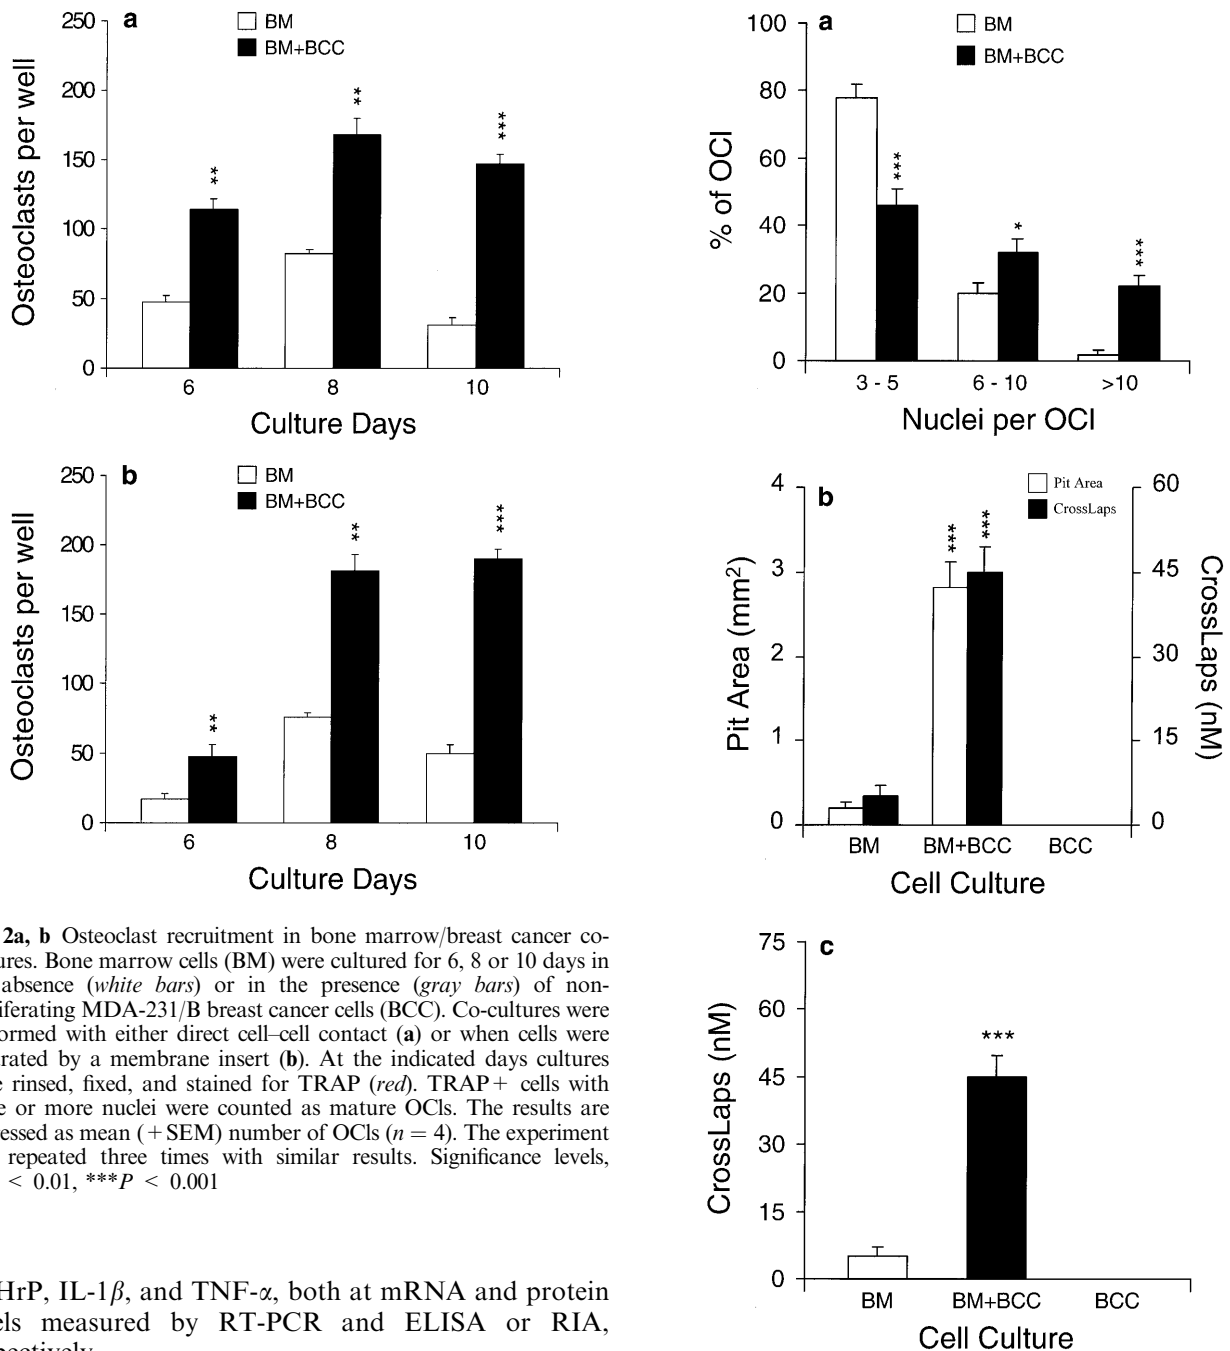 250
a
BM
BM+BCC
200
150
100
50
0
**
**
***
6
8
10
Osteoclasts per well
Culture Days
250
b
BM
BM+BCC
200
150
100
50
0
**
**
***
6
8
10
Osteoclasts per well
Culture Days
2a, b Osteoclast recruitment in bone marrow/breast cancer co-
ures. Bone marrow cells (BM) were cultured for 6, 8 or 10 days in
absence (white bars) or in the presence (gray bars) of non-
iferating MDA-231/B breast cancer cells (BCC). Co-cultures were
ormed with either direct cell–cell contact (a) or when cells were
rated by a membrane insert (b). At the indicated days cultures
e rinsed, fixed, and stained for TRAP (red). TRAP+ cells with
e or more nuclei were counted as mature OCls. The results are
ressed as mean (+SEM) number of OCls (n = 4). The experiment
repeated three times with similar results. Significance levels,
< 0.01, ***P < 0.001
HrP, IL-1β, and TNF-α, both at mRNA and protein
els measured by RT-PCR and ELISA or RIA,
pectively
100
a
BM
BM+BCC
80
60
40
20
0
***
*
***
3 - 5
6 - 10
>10
% of OCl
Nuclei per OCl
4
b
Pit Area
CrossLaps
60
3
45
2
30
1
15
0
0
***
***
BM
BM+BCC
BCC
Pit Area (mm²)
CrossLaps (nM)
Cell Culture
75
c
60
45
30
15
0
***
BM
BM+BCC
BCC
CrossLaps (nM)
Cell Culture